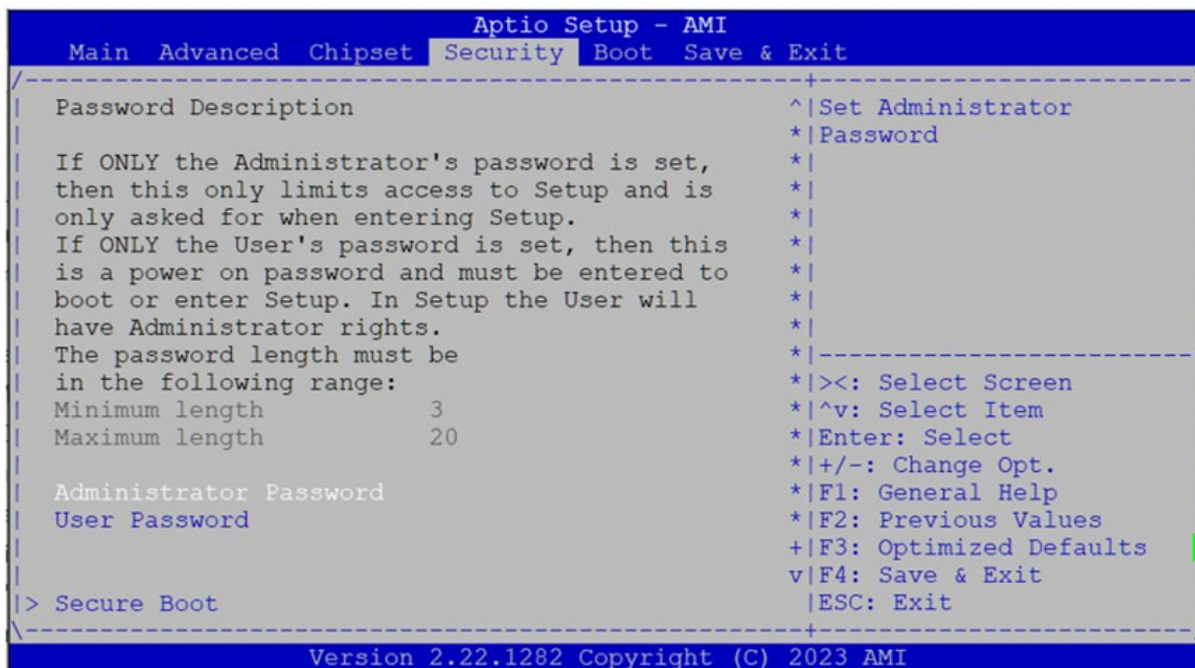 Aptio Setup - AMI
Main Advanced Chipset Security Boot Save & Exit
Password Description
If ONLY the Administrator's password is set,
then this only limits access to Setup and is
only asked for when entering Setup.
If ONLY the User's password is set, then this
is a power on password and must be entered to
boot or enter Setup. In Setup the User will
have Administrator rights.
The password length must be
in the following range:
Minimum length 3
Maximum length 20
Administrator Password
User Password
> Secure Boot
Set Administrator
Password
><: Select Screen
^v: Select Item
Enter: Select
+/-: Change Opt.
F1: General Help
F2: Previous Values
F3: Optimized Defaults
F4: Save & Exit
ESC: Exit
Version 2.22.1282 Copyright (C) 2023 AMI